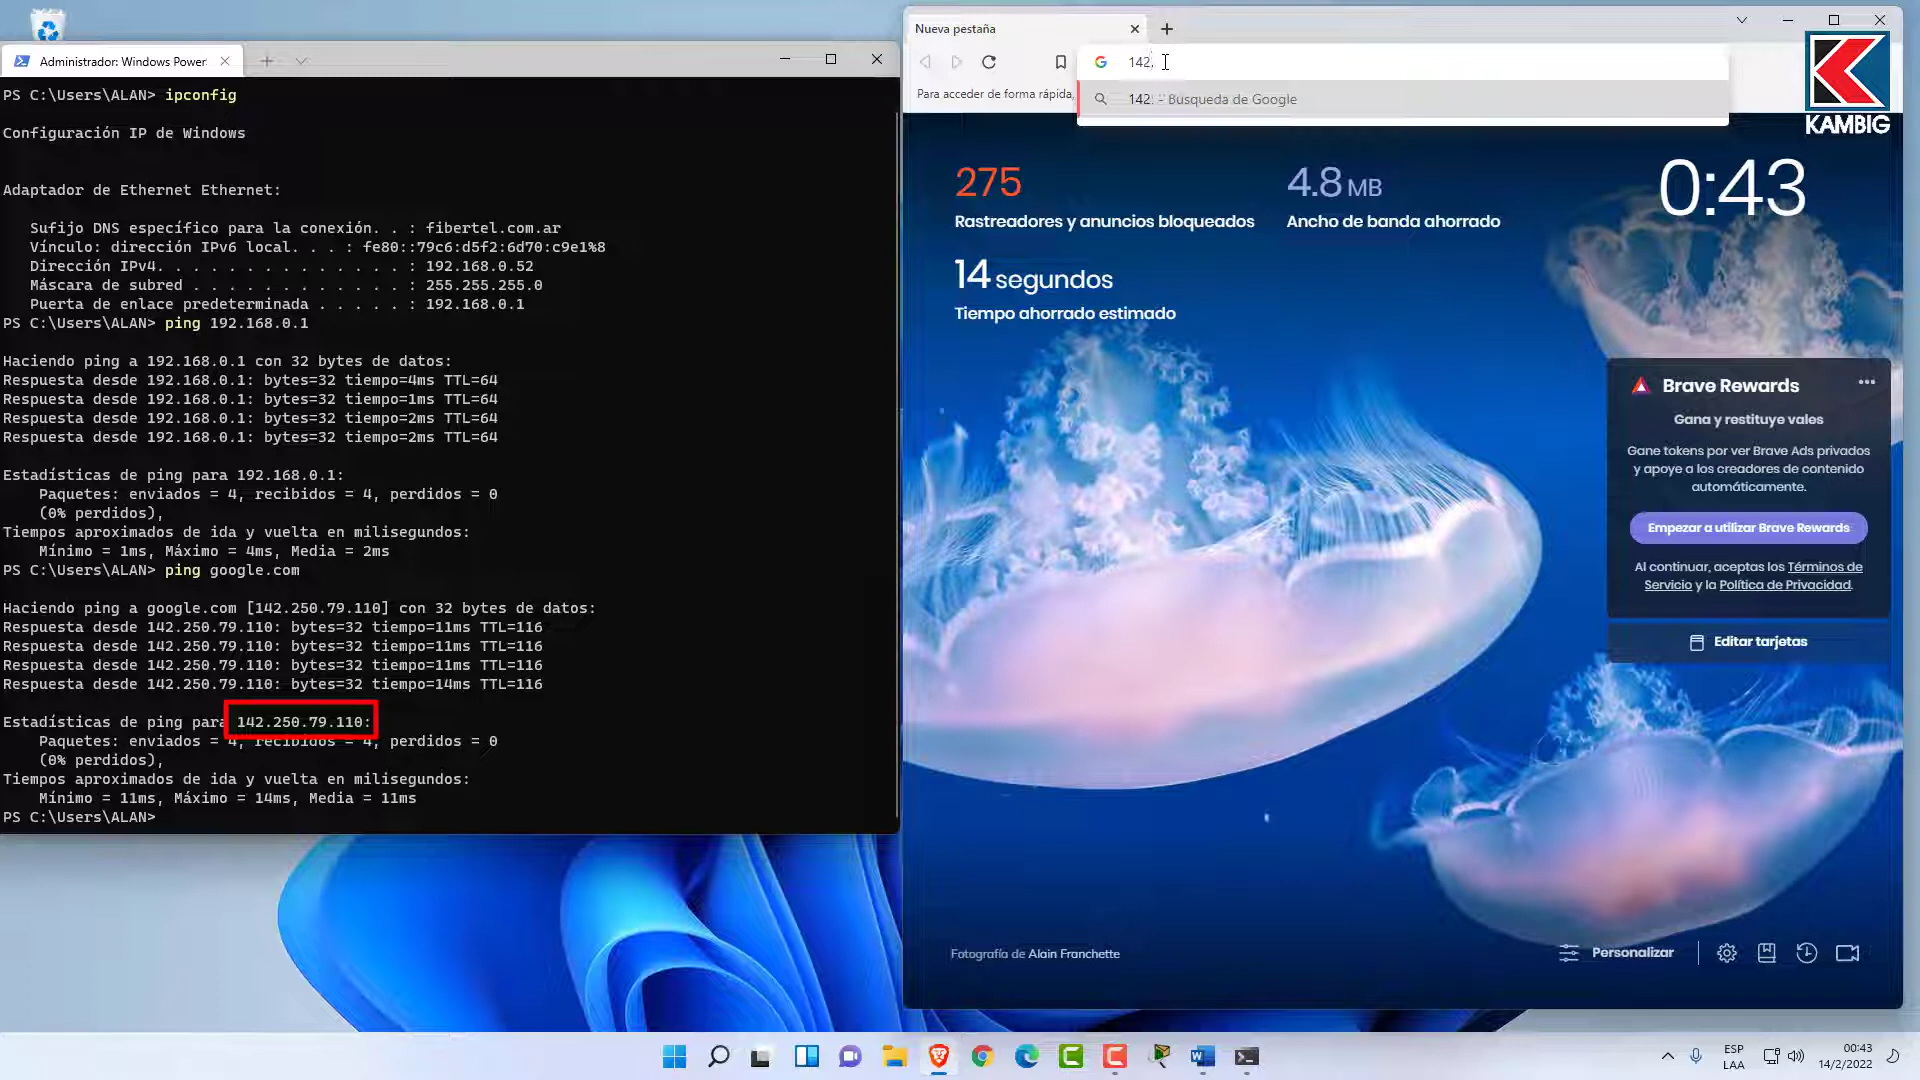 Administrador: Windows Power
PS C:\Users\ALAN> ipconfig
Configuración IP de Windows
Adaptador de Ethernet Ethernet:
Sufijo DNS específico para la conexión. . : fibertel.com.ar
Vínculo: dirección IPv6 local. . . : fe80::79c6:d5f2:6d70:c9e1%8
Dirección IPv4. . . . . . . . . . . . . . : 192.168.0.52
Máscara de subred . . . . . . . . . . . . : 255.255.255.0
Puerta de enlace predeterminada . . . . . : 192.168.0.1
PS C:\Users\ALAN> ping 192.168.0.1
Haciendo ping a 192.168.0.1 con 32 bytes de datos:
Respuesta desde 192.168.0.1: bytes=32 tiempo=4ms TTL=64
Respuesta desde 192.168.0.1: bytes=32 tiempo=1ms TTL=64
Respuesta desde 192.168.0.1: bytes=32 tiempo=2ms TTL=64
Respuesta desde 192.168.0.1: bytes=32 tiempo=2ms TTL=64
Estadísticas de ping para 192.168.0.1:
Paquetes: enviados = 4, recibidos = 4, perdidos = 0
(0% perdidos),
Tiempos aproximados de ida y vuelta en milisegundos:
Mínimo = 1ms, Máximo = 4ms, Media = 2ms
PS C:\Users\ALAN> ping google.com
Haciendo ping a google.com [142.250.79.110] con 32 bytes de datos:
Respuesta desde 142.250.79.110: bytes=32 tiempo=11ms TTL=116
Respuesta desde 142.250.79.110: bytes=32 tiempo=11ms TTL=116
Respuesta desde 142.250.79.110: bytes=32 tiempo=11ms TTL=116
Respuesta desde 142.250.79.110: bytes=32 tiempo=14ms TTL=116
Estadísticas de ping para 142.250.79.110:
Paquetes: enviados = 4, recibidos = 4, perdidos = 0
(0% perdidos),
Tiempos aproximados de ida y vuelta en milisegundos:
Mínimo = 11ms, Máximo = 14ms, Media = 11ms
PS C:\Users\ALAN>
Nueva pestaña
142.
Para acceder de forma rápida,
142. - Búsqueda de Google
KAMBIG
275
Rastreadores y anuncios bloqueados
4.8 MB
Ancho de banda ahorrado
0:43
14 segundos
Tiempo ahorrado estimado
Brave Rewards
Gana y restituye vales
Gane tokens por ver Brave Ads privados
y apoye a los creadores de contenido
automáticamente.
Empezar a utilizar Brave Rewards
Al continuar, aceptas los Términos de
Servicio y la Política de Privacidad.
Editar tarjetas
Fotografía de Alain Franchette
Personalizar
ESP
LAA
00:43
14/2/2022